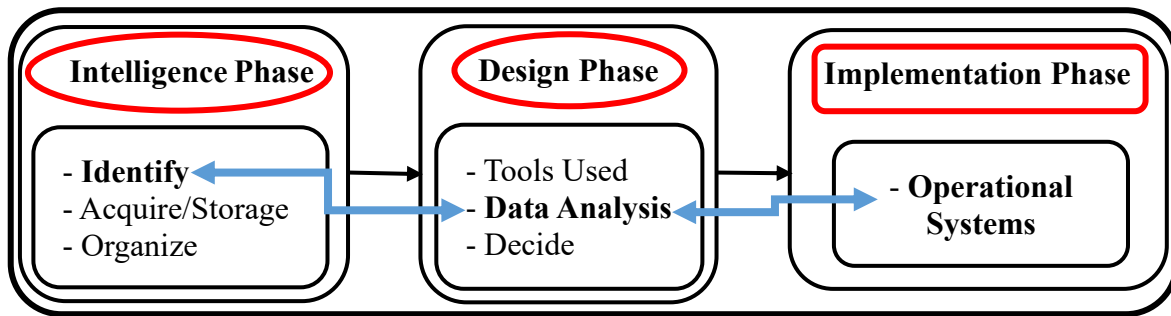 Intelligence Phase
- Identify
- Acquire/Storage
- Organize
Design Phase
- Tools Used
- Data Analysis
- Decide
Implementation Phase
- Operational
Systems